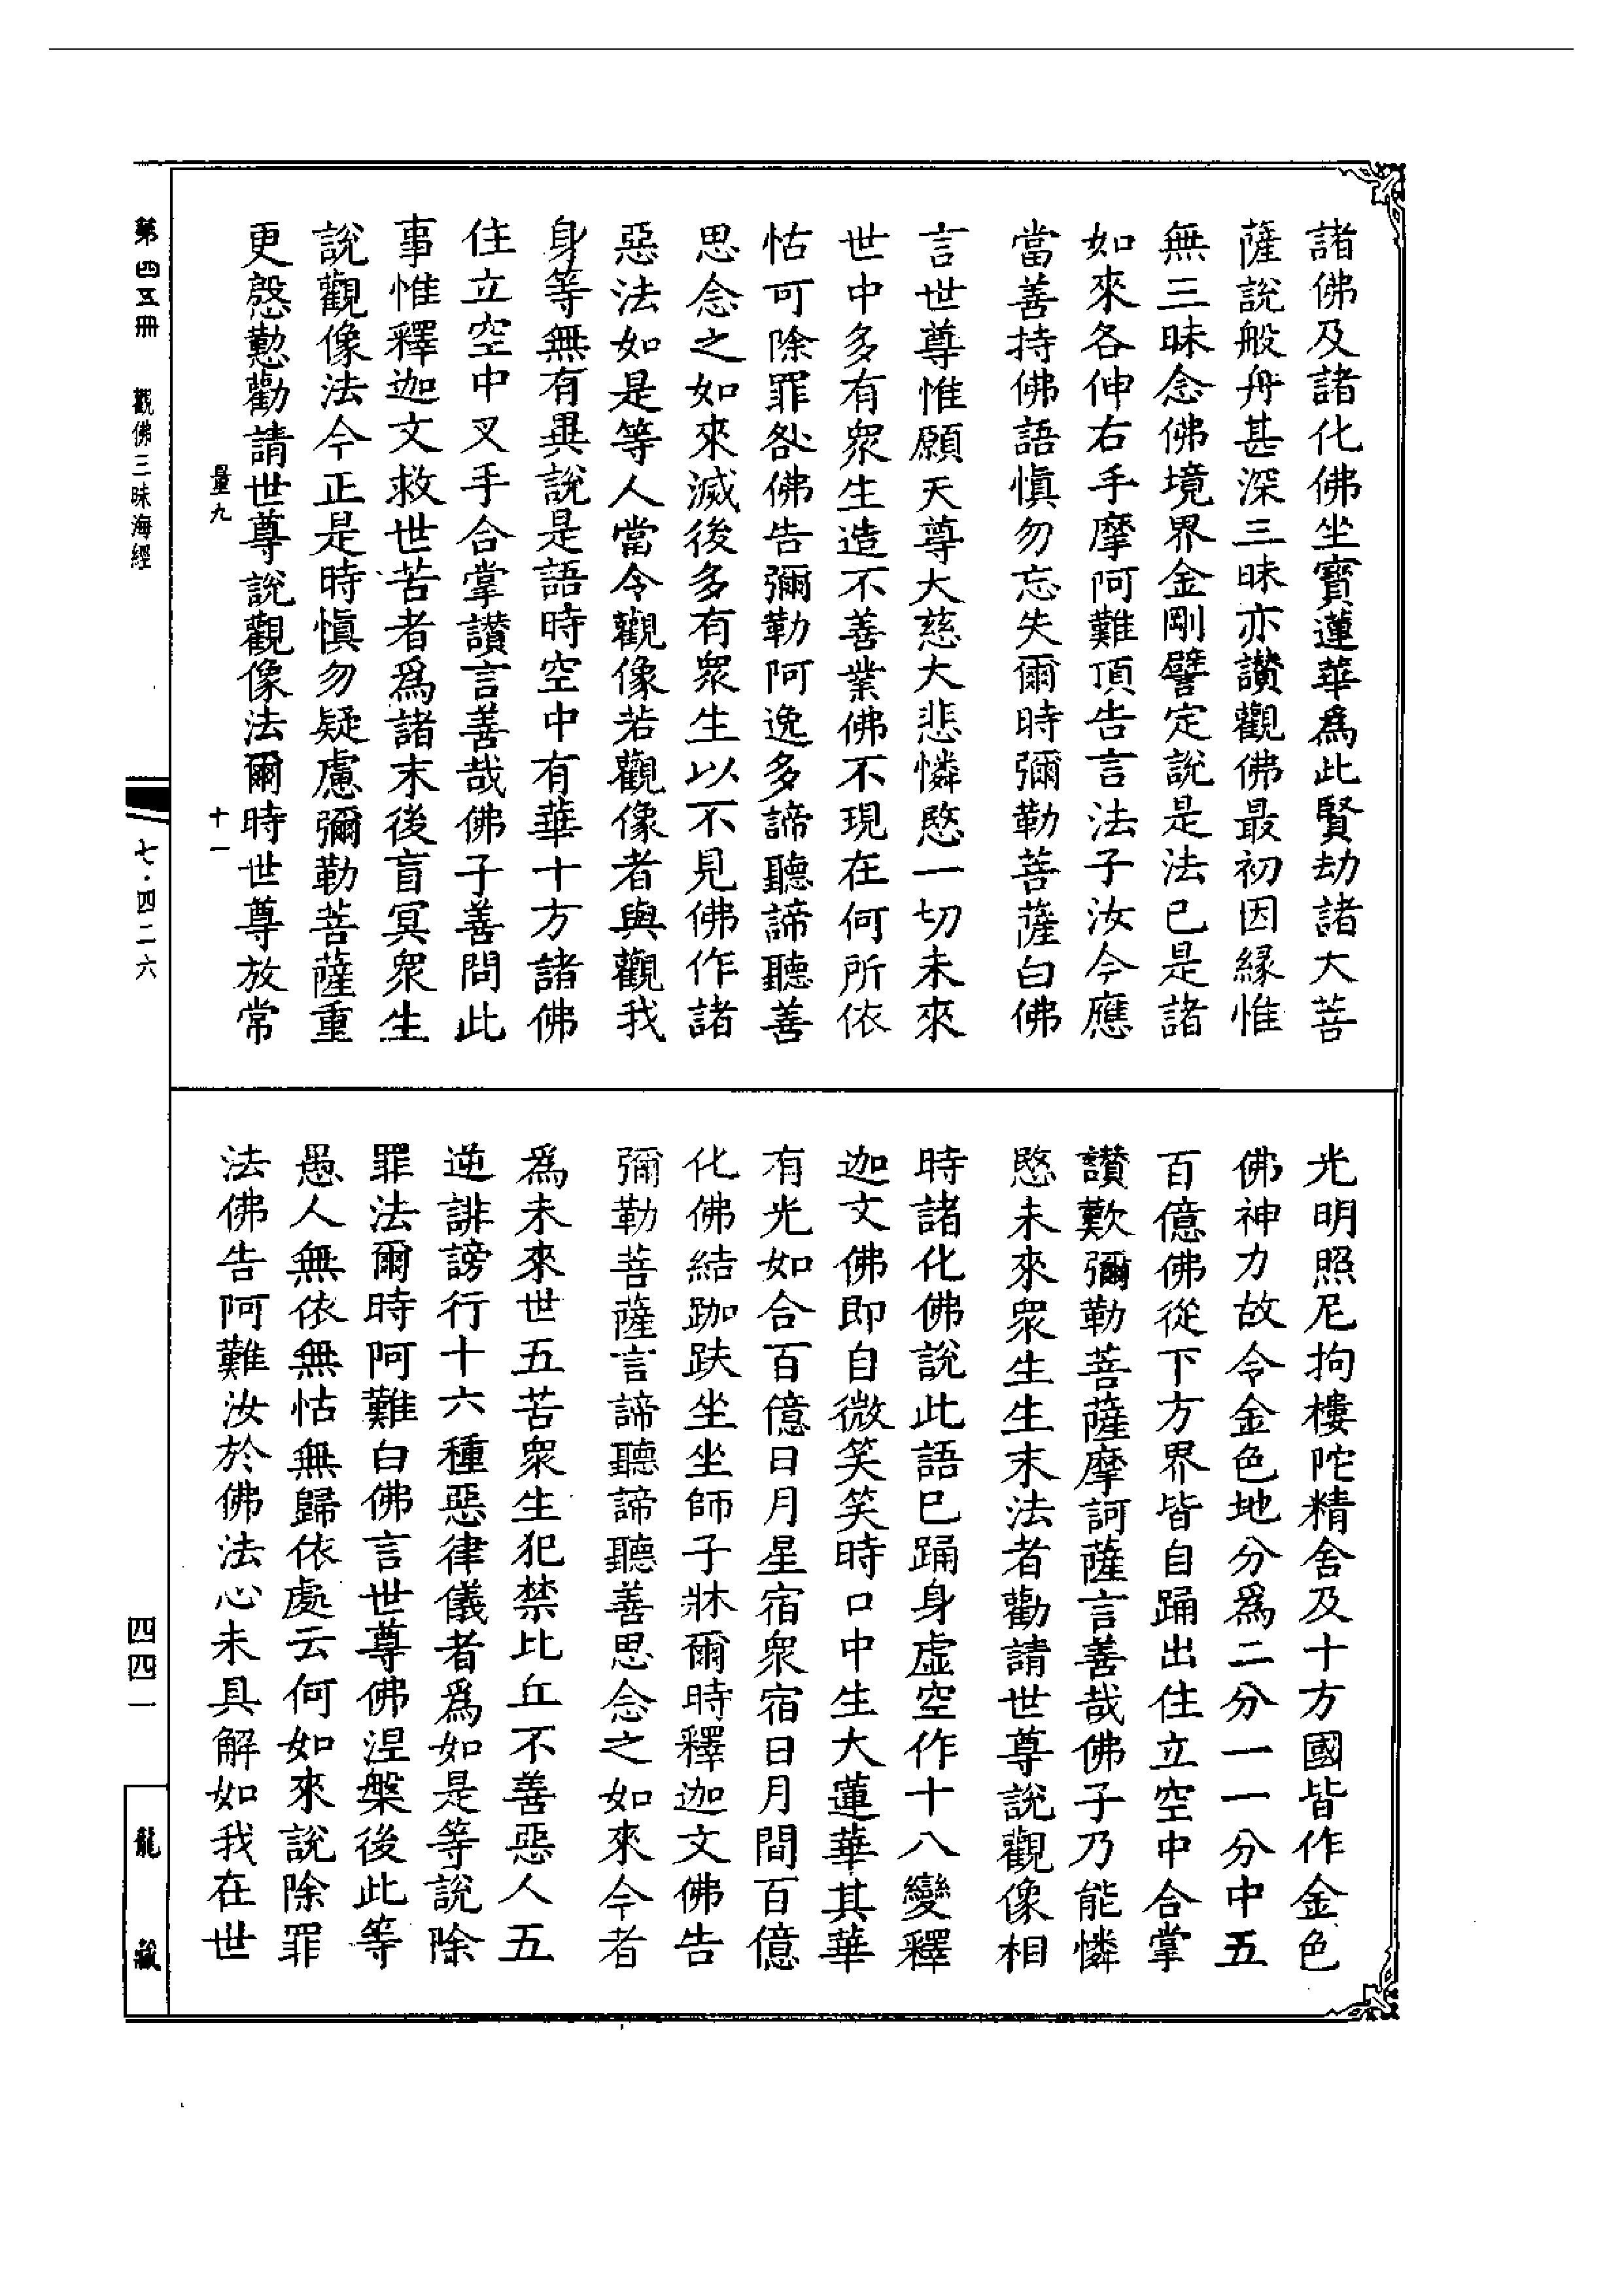 諸佛及諸化佛坐寶蓮華爲此賢劫諸大菩
薩說般舟甚深三昧亦讃觀佛最初因緣惟
無三昧念佛境界金剛譬定說是法已是諸
如來各伸右手摩阿難頂告言法子汝今應
當善持佛語愼勿忘失爾時彌勒菩薩白佛
言世尊惟願天尊大慈大悲憐愍一切未來
世中多有衆生造不善業佛不現在何所依
怙可除罪咎佛告彌勒阿逸多諦聽諦聽善
思念之如來滅後多有衆生以不見佛作諸
惡法如是等人當令觀像若觀像者與觀我
身等無有異說是語時空中有華十方諸佛
住立空中叉手合掌讃言善哉佛子善問此
事惟釋迦文救世苦者爲諸末後盲冥衆生
說觀像法今正是時愼勿疑慮彌勒菩薩重
更慇懃勸請世尊說觀像法爾時世尊放常
光明照尼拘樓陀精舍及十方國皆作金色
佛神力故令金色地分爲二分一一分中五
百億佛從下方界皆自踊出住立空中合掌
讃歎彌勒菩薩摩訶薩言善哉佛子乃能憐
愍未來衆生生末法者勸請世尊說觀像相
時諸化佛說此語已踊身虛空作十八變釋
迦文佛即自微笑笑時口中生大蓮華其華
有光如合百億日月星宿衆宿日月間百億
化佛結跏趺坐坐師子牀爾時釋迦文佛告
彌勒菩薩言諦聽諦聽善思念之如來今者
爲未來世五苦衆生犯禁比丘不善惡人五
逆誹謗行十六種惡律儀者爲如是等說除
罪法爾時阿難白佛言世尊佛涅槃後此等
愚人無依無怙無歸依處云何如來說除罪
法佛告阿難汝於佛法心未具解如我在世
量九 十一
第四五冊 觀佛三昧海經 七·四二六 四四一 龍藏